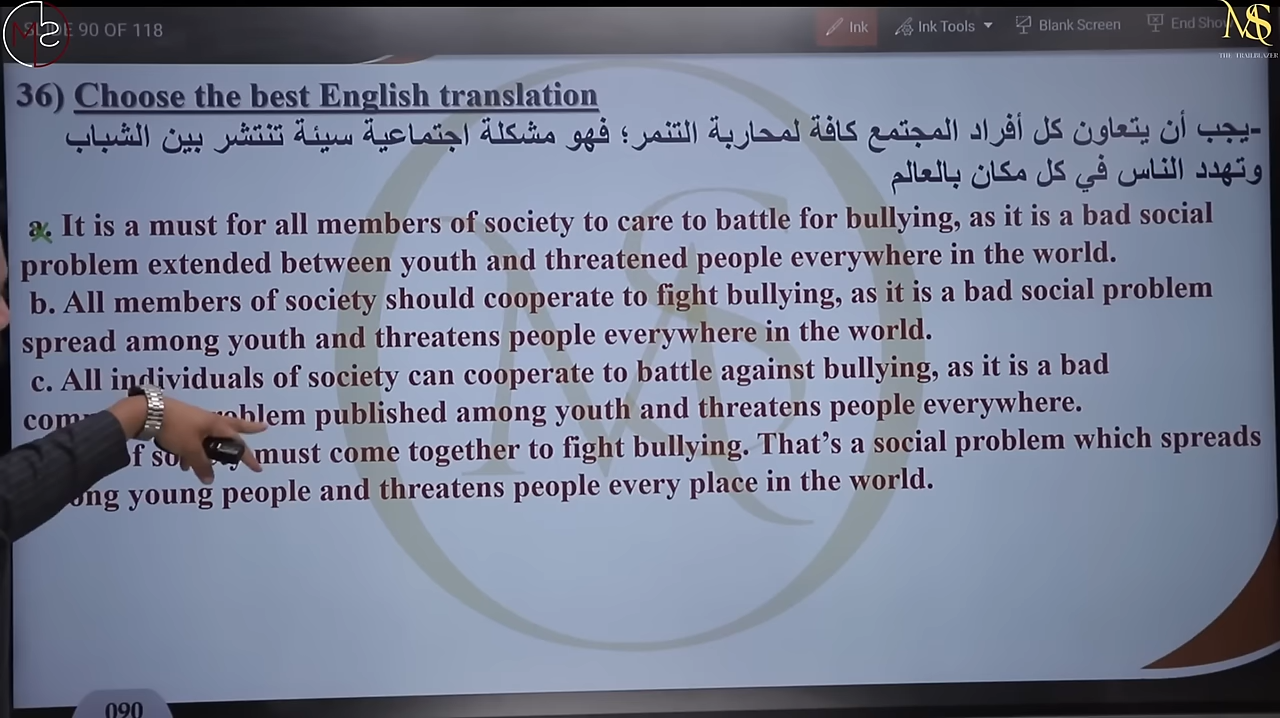 SLIDE 90 OF 118
Ink
Ink Tools
Blank Screen
End Sho
MS
THE TRAILBLAZER
36) Choose the best English translation
-يجب أن يتعاون كل أفراد المجتمع كافة لمحاربة التنمر؛ فهو مشكلة اجتماعية سيئة تنتشر بين الشباب
وتهدد الناس في كل مكان بالعالم
a. It is a must for all members of society to care to battle for bullying, as it is a bad social
problem extended between youth and threatened people everywhere in the world.
b. All members of society should cooperate to fight bullying, as it is a bad social problem
spread among youth and threatens people everywhere in the world.
c. All individuals of society can cooperate to battle against bullying, as it is a bad
published among youth and threatens people everywhere.
must come together to fight bullying. That’s a social problem which spreads
young people and threatens people every place in the world.
090